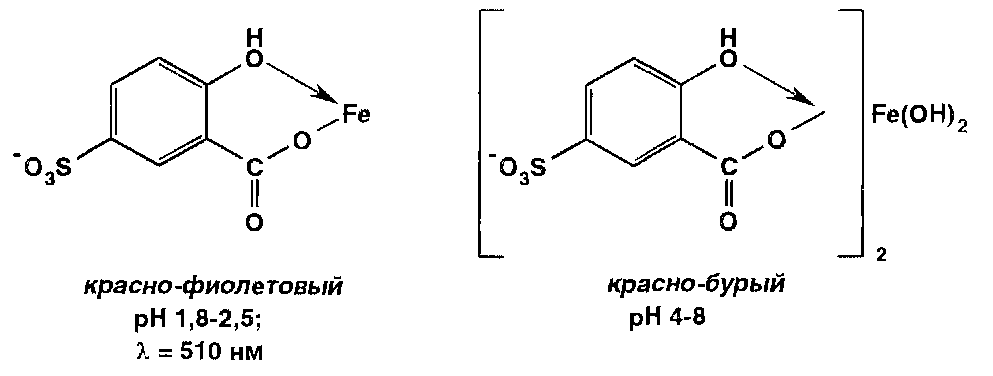 H
O
Fe
O
C
O
⁻O₃S
H
O
Fe(OH)₂
O
C
O
⁻O₃S
2
красно-фиолетовый
pH 1,8-2,5;
λ = 510 нм
красно-бурый
pH 4-8